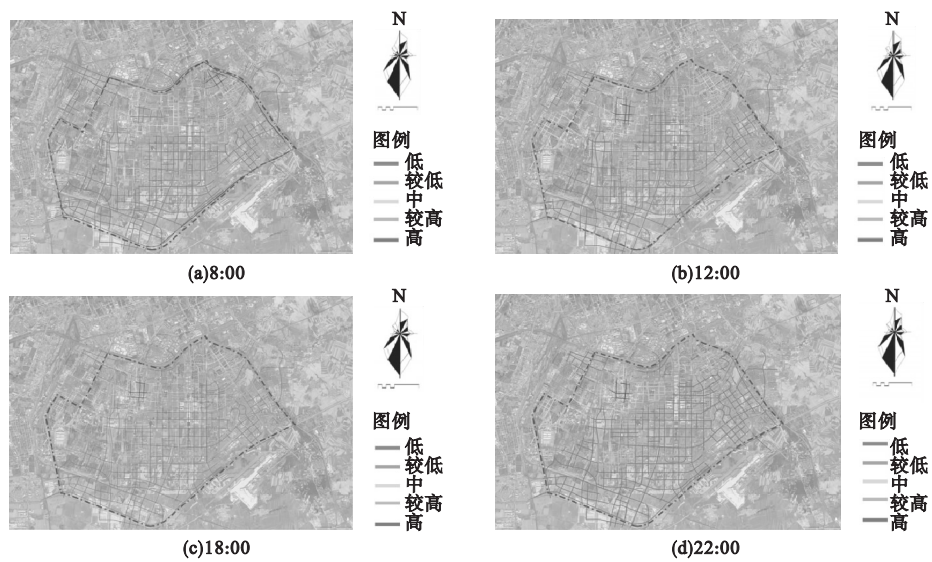 N
图例
低
较低
中
较高
高
(a)8:00
N
图例
低
较低
中
较高
高
(b)12:00
N
图例
低
较低
中
较高
高
(c)18:00
N
图例
低
较低
中
较高
高
(d)22:00